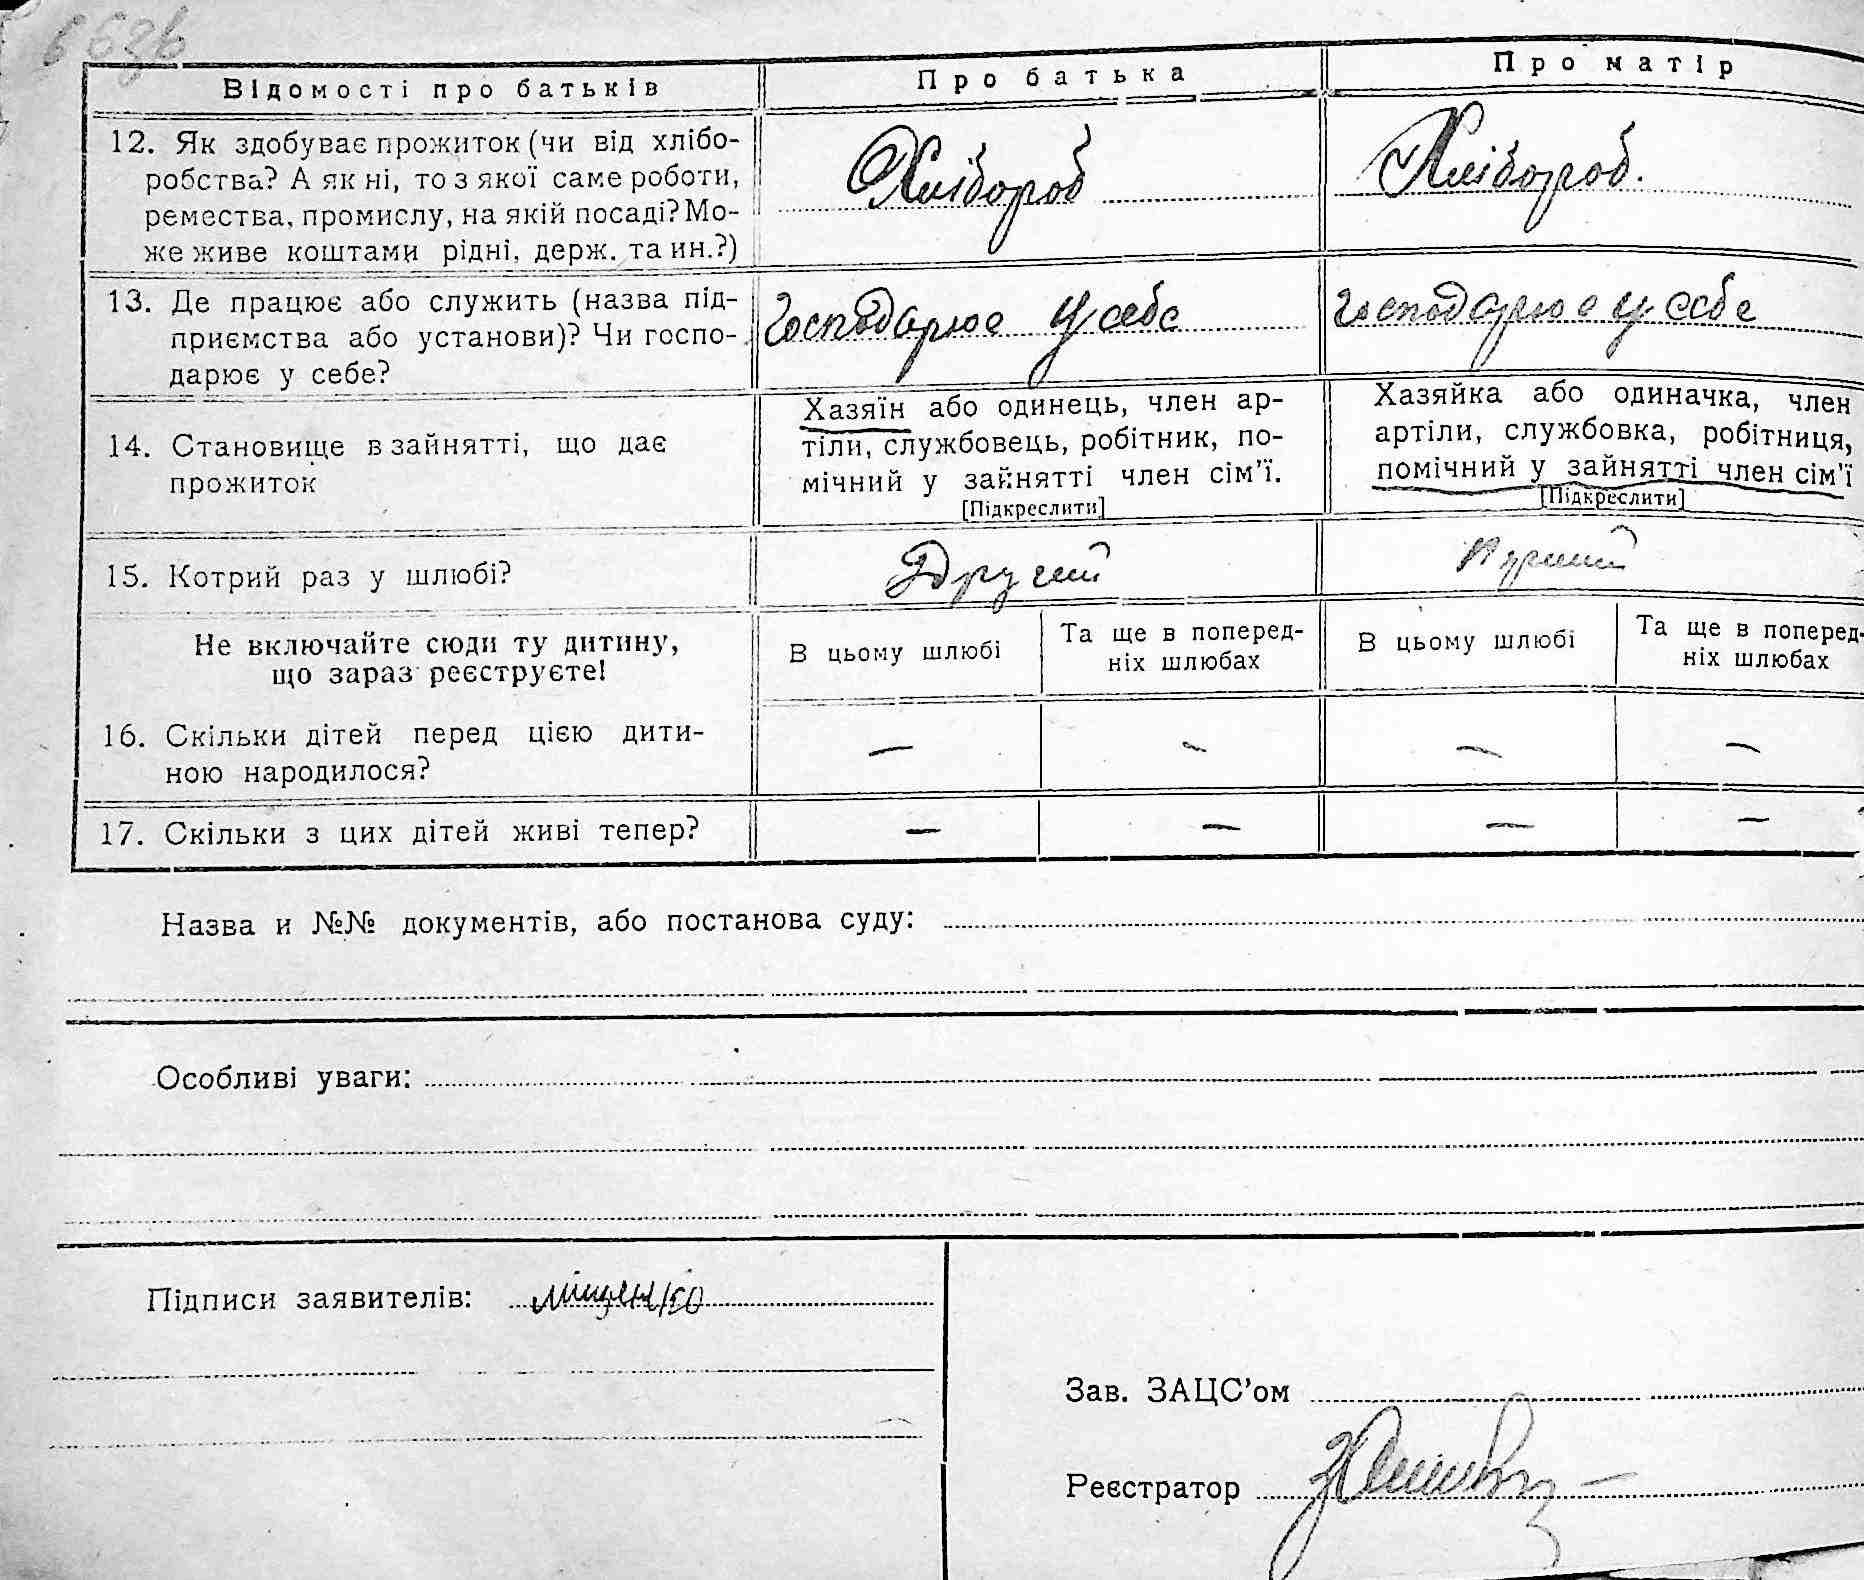 663б
Відомості про батьків
Про батька
Про матір
12. Як здобуває прожиток (чи від хлібо-
робства? А як ні, то з якої саме роботи,
ремества, промислу, на якій посаді? Мо-
же живе коштами рідні, держ. та ин.?)
Хлібороб
Хлібороб.
13. Де працює або служить (назва під-
приємства або установи)? Чи госпо-
дарює у себе?
Господарює у себе
Господарює у себе
14. Становище в зайнятті, що дає
прожиток
Хазяїн або одинець, член ар-
тіли, службовець, робітник, по-
мічний у зайнятті член сім'ї.
[Підкреслити]
Хазяйка або одиначка, член
артіли, службовка, робітниця,
помічний у зайнятті член сім'ї
[Підкреслити]
15. Котрий раз у шлюбі?
Другий
Перший
Не включайте сюди ту дитину,
що зараз реєструєте!
В цьому шлюбі
Та ще в поперед-
ніх шлюбах
В цьому шлюбі
Та ще в поперед-
ніх шлюбах
16. Скільки дітей перед цією дити-
ною народилося?
— — — —
17. Скільки з цих дітей живі тепер?
— — — —
Назва и №№ документів, або постанова суду:
Особливі уваги:
Підписи заявителів: Міщенко
Зав. ЗАЦС'ом
Реєстратор